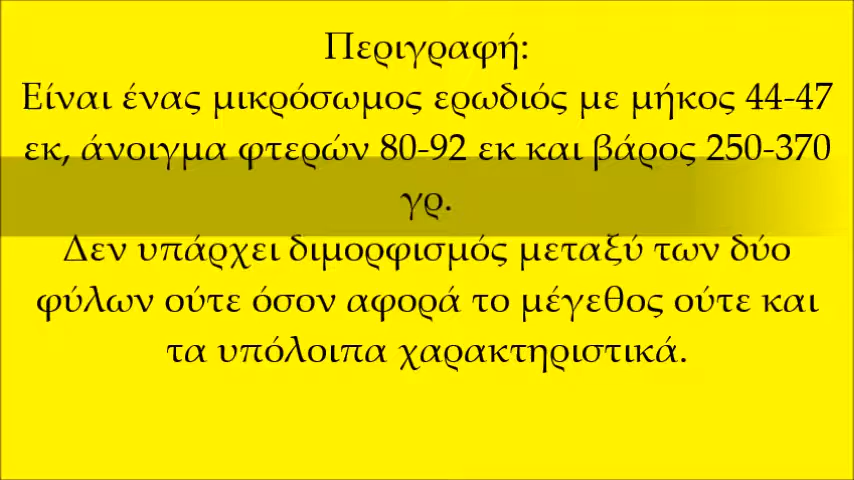 Περιγραφή:
Είναι ένας μικρόσωμος ερωδιός με μήκος 44-47
εκ, άνοιγμα φτερών 80-92 εκ και βάρος 250-370
γρ.
Δεν υπάρχει διμορφισμός μεταξύ των δύο
φύλων ούτε όσον αφορά το μέγεθος ούτε και
τα υπόλοιπα χαρακτηριστικά.